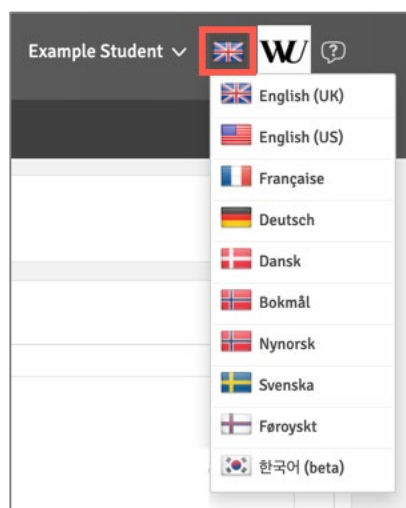 Example Student
WU
?
English (UK)
English (US)
Française
Deutsch
Dansk
Bokmål
Nynorsk
Svenska
Føroyskt
한국어 (beta)